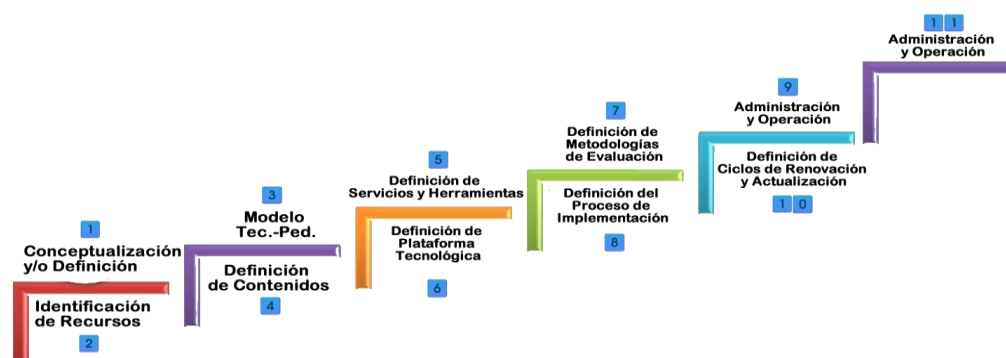 1
Conceptualización
y/o Definición
Identificación
de Recursos
2
3
Modelo
Tec.-Ped.
Definición
de Contenidos
4
5
Definición de
Servicios y Herramientas
Definición de
Plataforma
Tecnológica
6
7
Definición de
Metodologías
de Evaluación
Definición del
Proceso de
Implementación
8
9
Administración
y Operación
Definición de
Ciclos de Renovación
y Actualización
1 0
1 1
Administración
y Operación